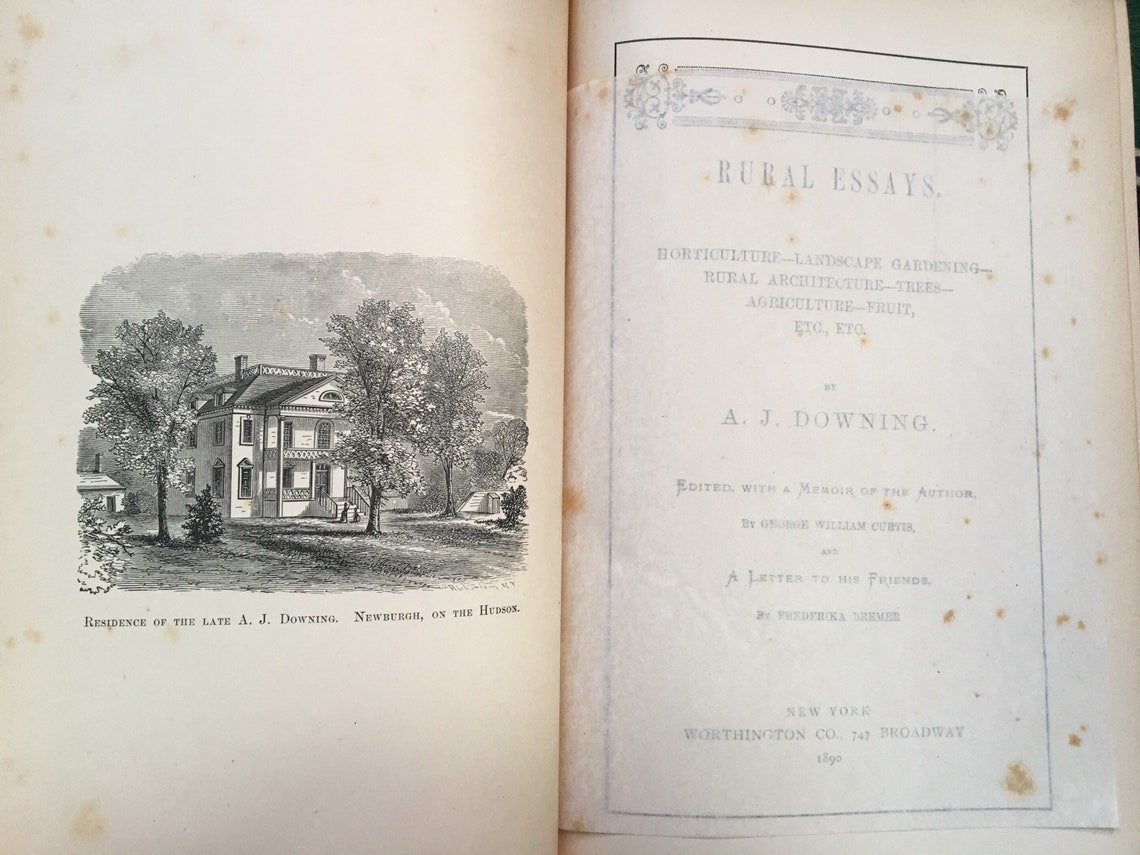 Residence of the late A. J. Downing. Newburgh, on the Hudson.
RURAL ESSAYS.
HORTICULTURE—LANDSCAPE GARDENING—
RURAL ARCHITECTURE—TREES—
AGRICULTURE—FRUIT,
ETC., ETC.
BY
A. J. DOWNING.
Edited, with a Memoir of the Author,
By GEORGE WILLIAM CURTIS,
AND
A Letter to his Friends,
By FREDERIKA BREMER
NEW YORK
WORTHINGTON CO., 747 BROADWAY
1890